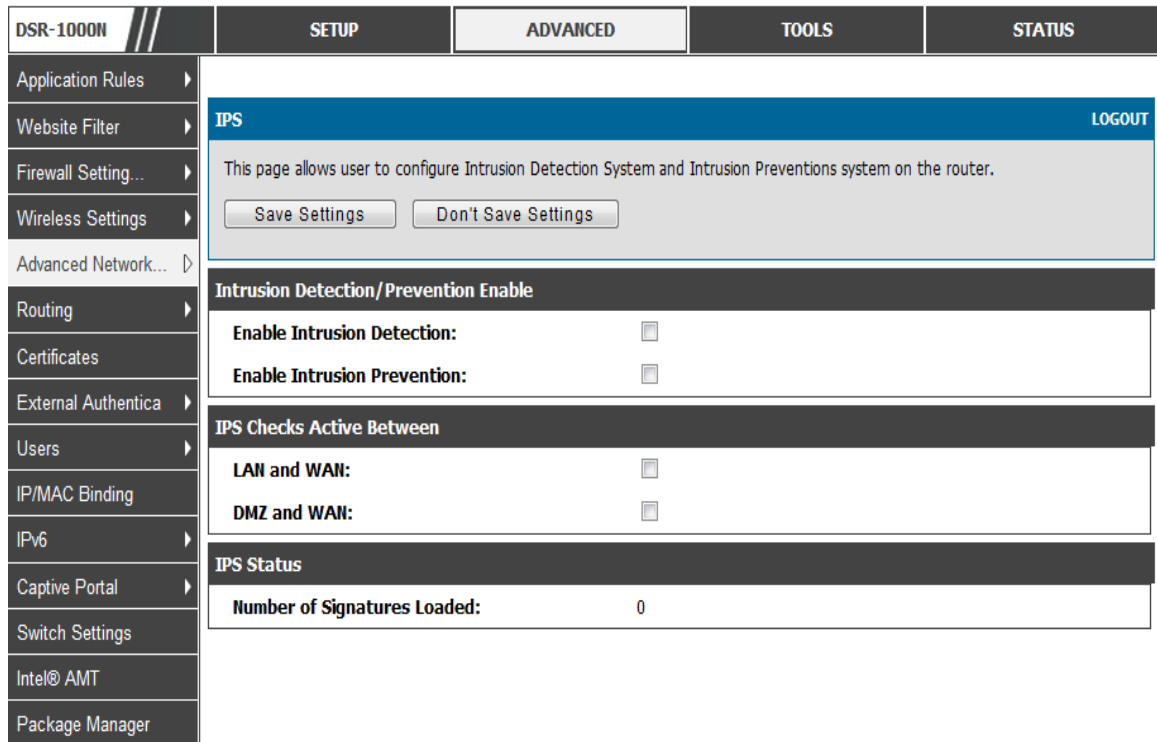 DSR-1000N
SETUP
ADVANCED
TOOLS
STATUS
Application Rules
Website Filter
Firewall Setting...
Wireless Settings
Advanced Network...
Routing
Certificates
External Authentica
Users
IP/MAC Binding
IPv6
Captive Portal
Switch Settings
Intel® AMT
Package Manager
IPS
LOGOUT
This page allows user to configure Intrusion Detection System and Intrusion Preventions system on the router.
Save Settings
Don't Save Settings
Intrusion Detection/Prevention Enable
Enable Intrusion Detection:
Enable Intrusion Prevention:
IPS Checks Active Between
LAN and WAN:
DMZ and WAN:
IPS Status
Number of Signatures Loaded: 0